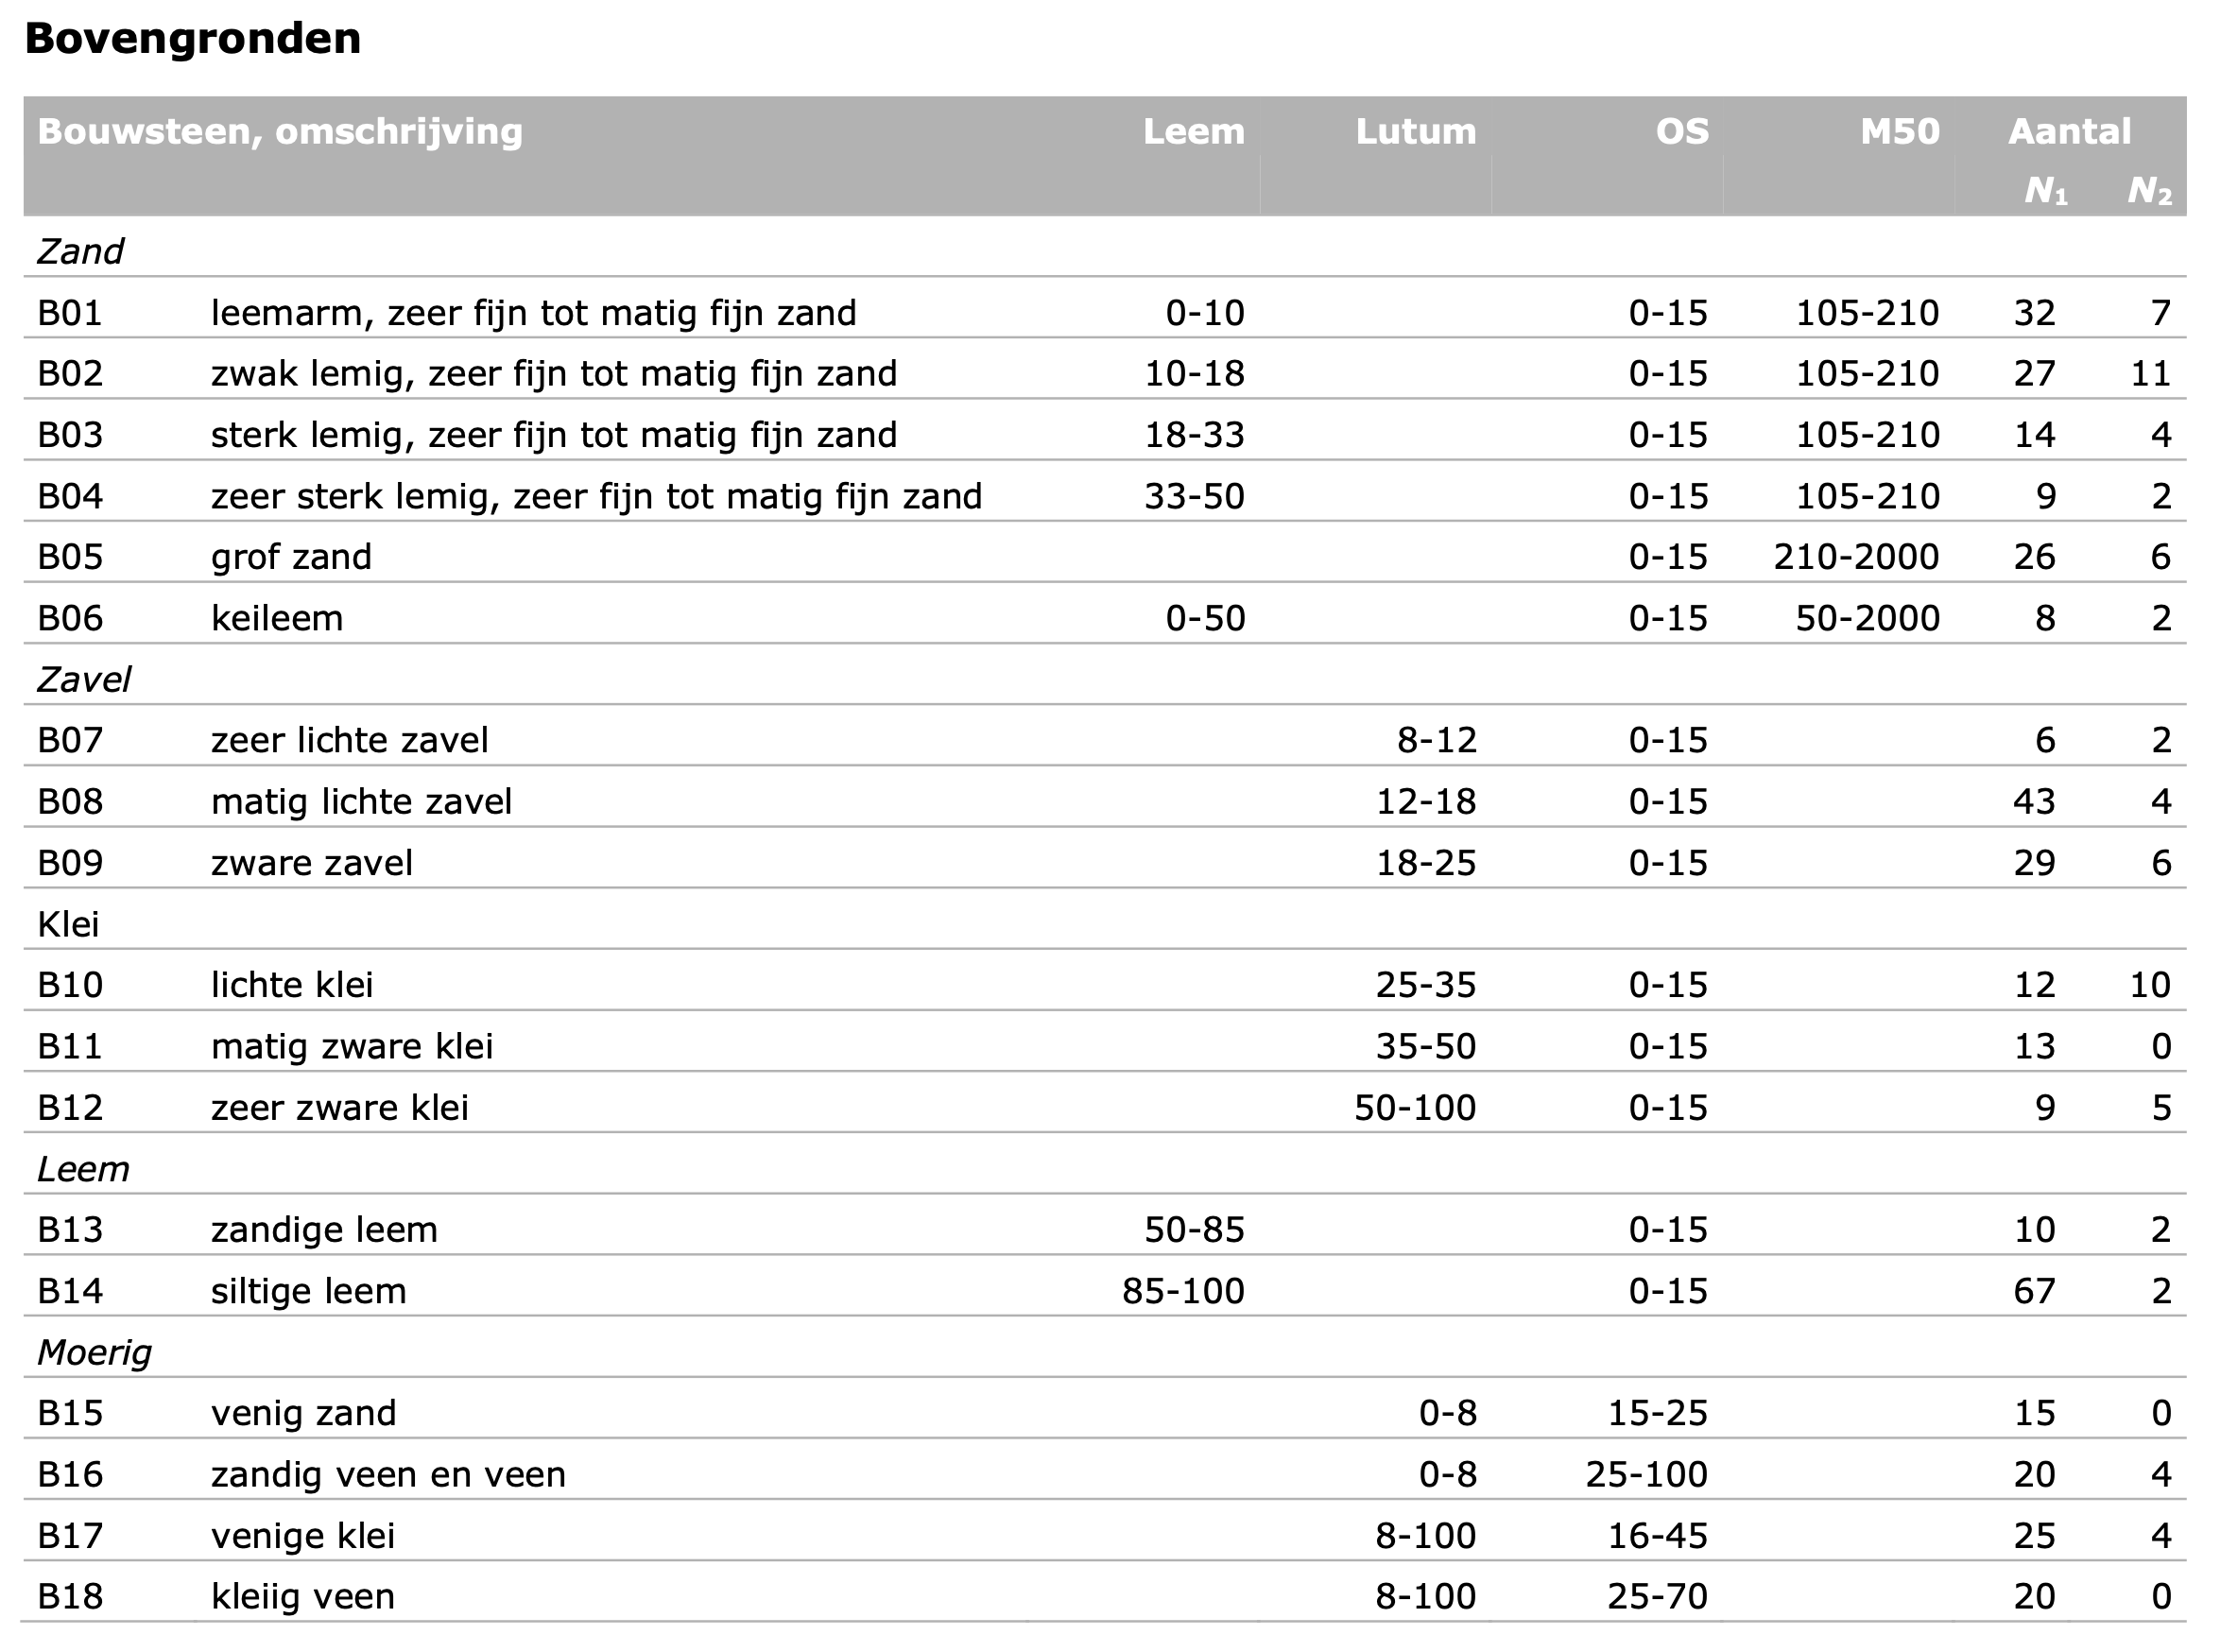 Bovengronden
Bouwsteen, omschrijving Leem Lutum OS M50 Aantal
N₁ N₂
Zand
B01 leemarm, zeer fijn tot matig fijn zand 0-10 0-15 105-210 32 7
B02 zwak lemig, zeer fijn tot matig fijn zand 10-18 0-15 105-210 27 11
B03 sterk lemig, zeer fijn tot matig fijn zand 18-33 0-15 105-210 14 4
B04 zeer sterk lemig, zeer fijn tot matig fijn zand 33-50 0-15 105-210 9 2
B05 grof zand 0-15 210-2000 26 6
B06 keileem 0-50 0-15 50-2000 8 2
Zavel
B07 zeer lichte zavel 8-12 0-15 6 2
B08 matig lichte zavel 12-18 0-15 43 4
B09 zware zavel 18-25 0-15 29 6
Klei
B10 lichte klei 25-35 0-15 12 10
B11 matig zware klei 35-50 0-15 13 0
B12 zeer zware klei 50-100 0-15 9 5
Leem
B13 zandige leem 50-85 0-15 10 2
B14 siltige leem 85-100 0-15 67 2
Moerig
B15 venig zand 0-8 15-25 15 0
B16 zandig veen en veen 0-8 25-100 20 4
B17 venige klei 8-100 16-45 25 4
B18 kleiig veen 8-100 25-70 20 0